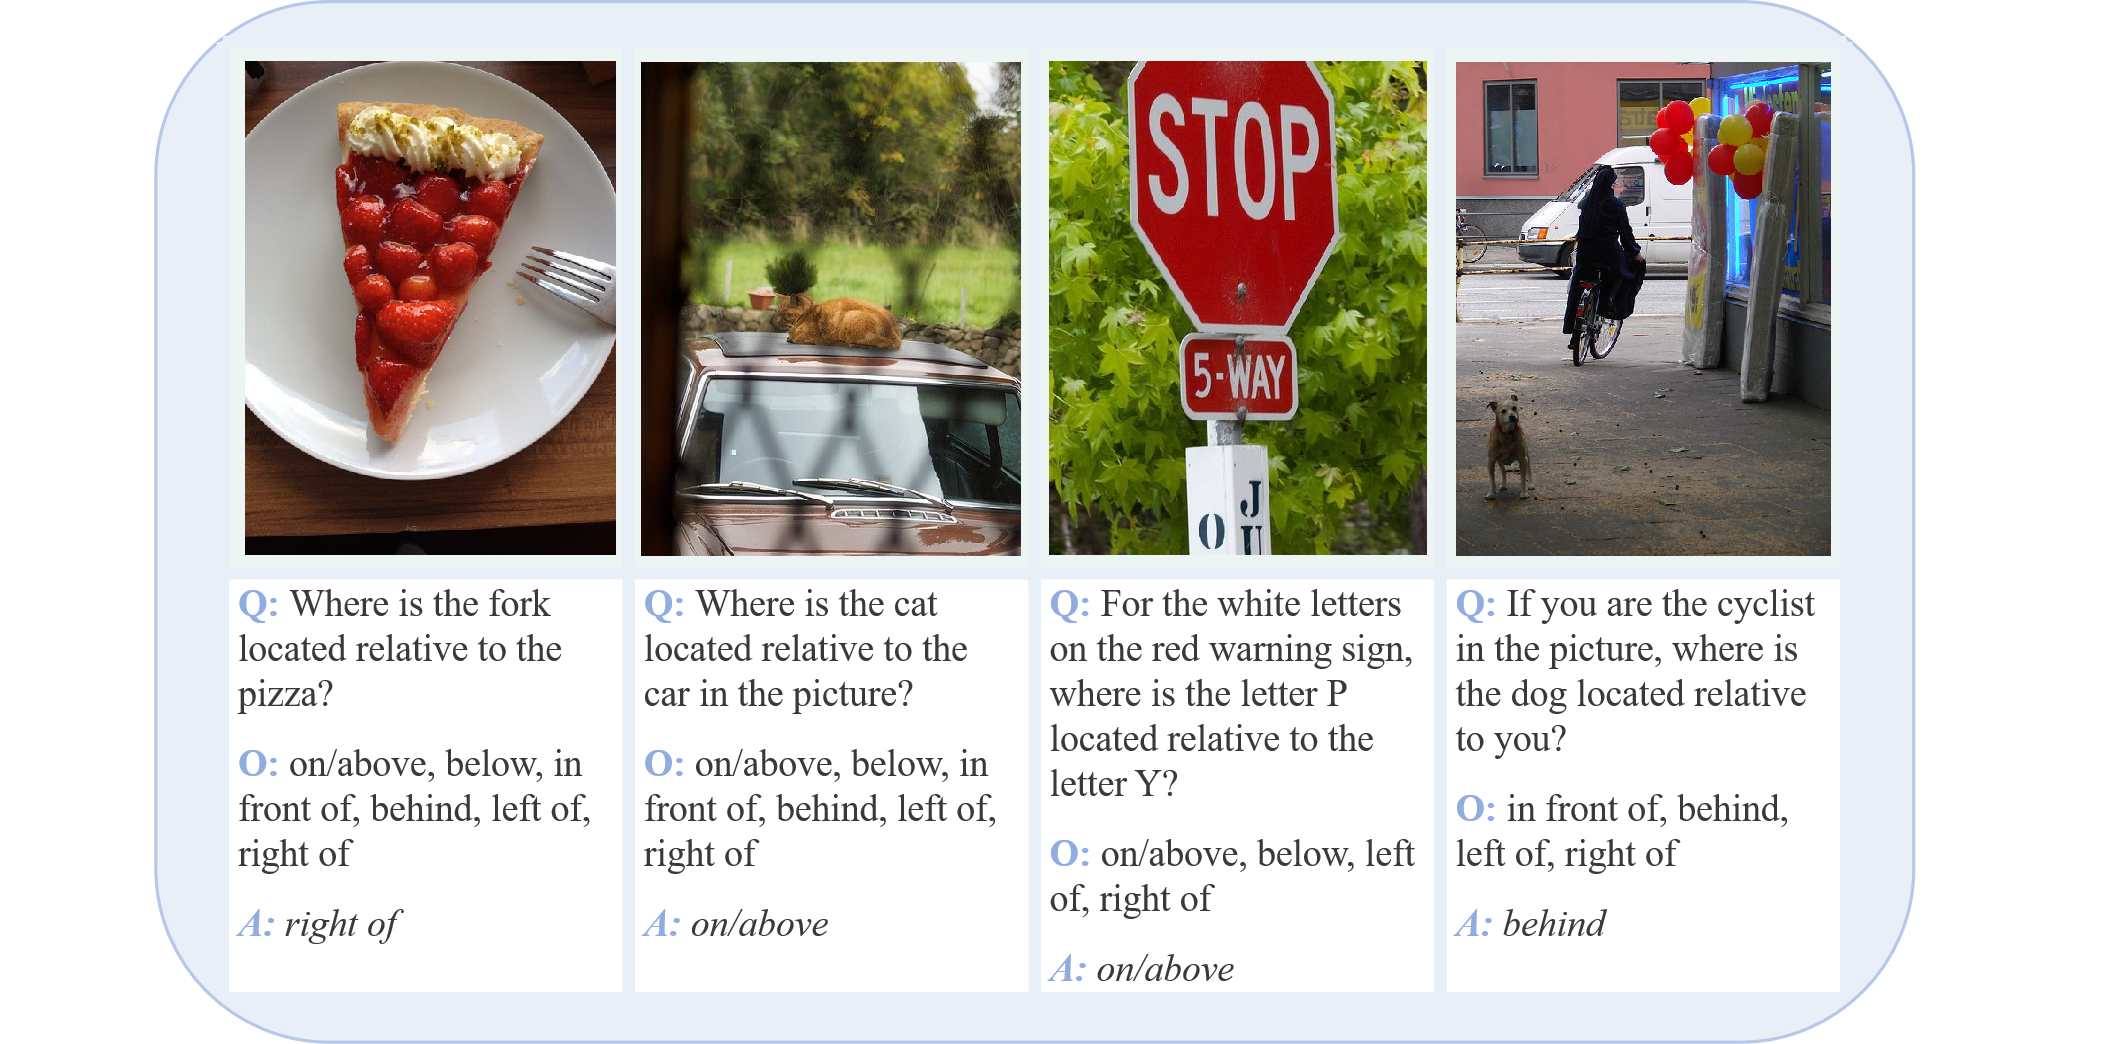 STOP
5-WAY
J
O
U
Q: Where is the fork
located relative to the
pizza?
O: on/above, below, in
front of, behind, left of,
right of
A: right of
Q: Where is the cat
located relative to the
car in the picture?
O: on/above, below, in
front of, behind, left of,
right of
A: on/above
Q: For the white letters
on the red warning sign,
where is the letter P
located relative to the
letter Y?
O: on/above, below, left
of, right of
A: on/above
Q: If you are the cyclist
in the picture, where is
the dog located relative
to you?
O: in front of, behind,
left of, right of
A: behind